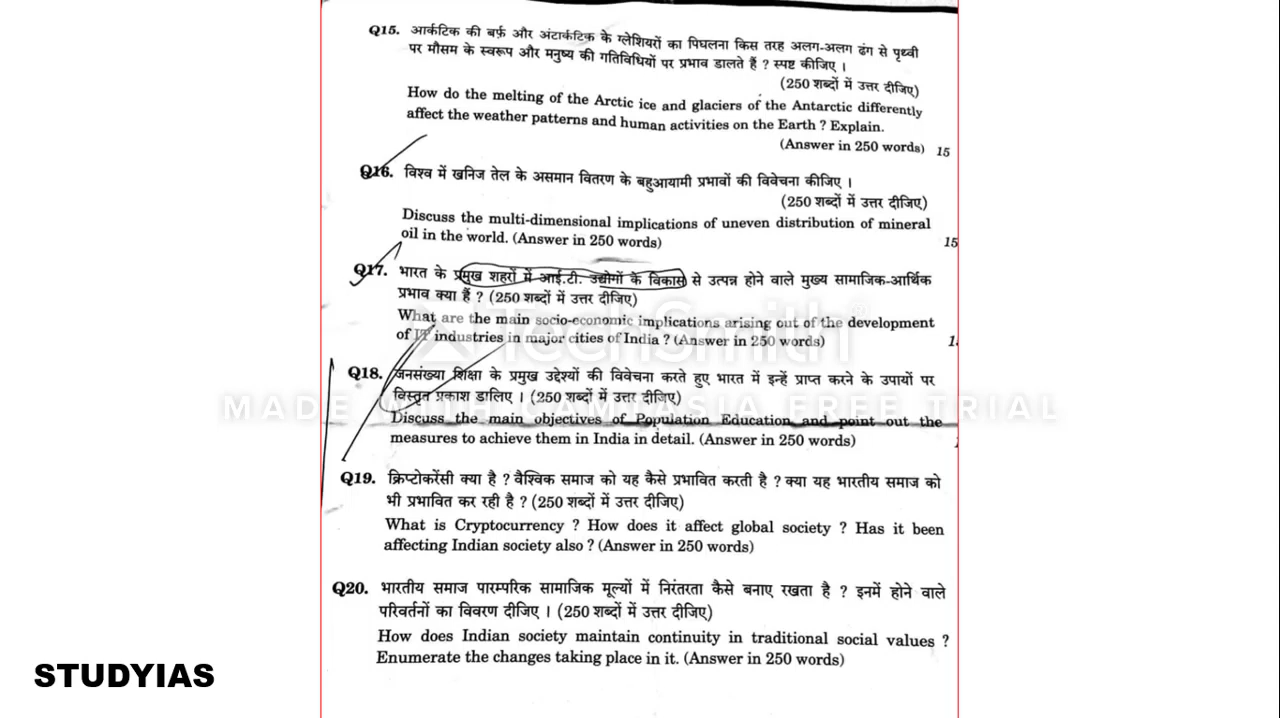 Q15. आर्कटिक की बर्फ़ और अंटार्कटिक के ग्लेशियरों का पिघलना किस तरह अलग-अलग ढंग से पृथ्वी
पर मौसम के स्वरूप और मनुष्य की गतिविधियों पर प्रभाव डालते हैं ? स्पष्ट कीजिए ।
(250 शब्दों में उत्तर दीजिए)
How do the melting of the Arctic ice and glaciers of the Antarctic differently
affect the weather patterns and human activities on the Earth ? Explain.
(Answer in 250 words) 15
Q16. विश्व में खनिज तेल के असमान वितरण के बहुआयामी प्रभावों की विवेचना कीजिए ।
(250 शब्दों में उत्तर दीजिए)
Discuss the multi-dimensional implications of uneven distribution of mineral
oil in the world. (Answer in 250 words) 15
Q17. भारत के प्रमुख शहरों में आई.टी. उद्योगों के विकास से उत्पन्न होने वाले मुख्य सामाजिक-आर्थिक
प्रभाव क्या हैं ? (250 शब्दों में उत्तर दीजिए)
What are the main socio-economic implications arising out of the development
of IT industries in major cities of India ? (Answer in 250 words)
Q18. जनसंख्या शिक्षा के प्रमुख उद्देश्यों की विवेचना करते हुए भारत में इन्हें प्राप्त करने के उपायों पर
विस्तृत प्रकाश डालिए । (250 शब्दों में उत्तर दीजिए)
Discuss the main objectives of Population Education and point out the
measures to achieve them in India in detail. (Answer in 250 words)
Q19. क्रिप्टोकरेंसी क्या है ? वैश्विक समाज को यह कैसे प्रभावित करती है ? क्या यह भारतीय समाज को
भी प्रभावित कर रही है ? (250 शब्दों में उत्तर दीजिए)
What is Cryptocurrency ? How does it affect global society ? Has it been
affecting Indian society also ? (Answer in 250 words)
Q20. भारतीय समाज पारम्परिक सामाजिक मूल्यों में निरंतरता कैसे बनाए रखता है ? इनमें होने वाले
परिवर्तनों का विवरण दीजिए । (250 शब्दों में उत्तर दीजिए)
How does Indian society maintain continuity in traditional social values ?
Enumerate the changes taking place in it. (Answer in 250 words)
TechSmith®
MADE WITH CAMTASIA FREE TRIAL
STUDYIAS